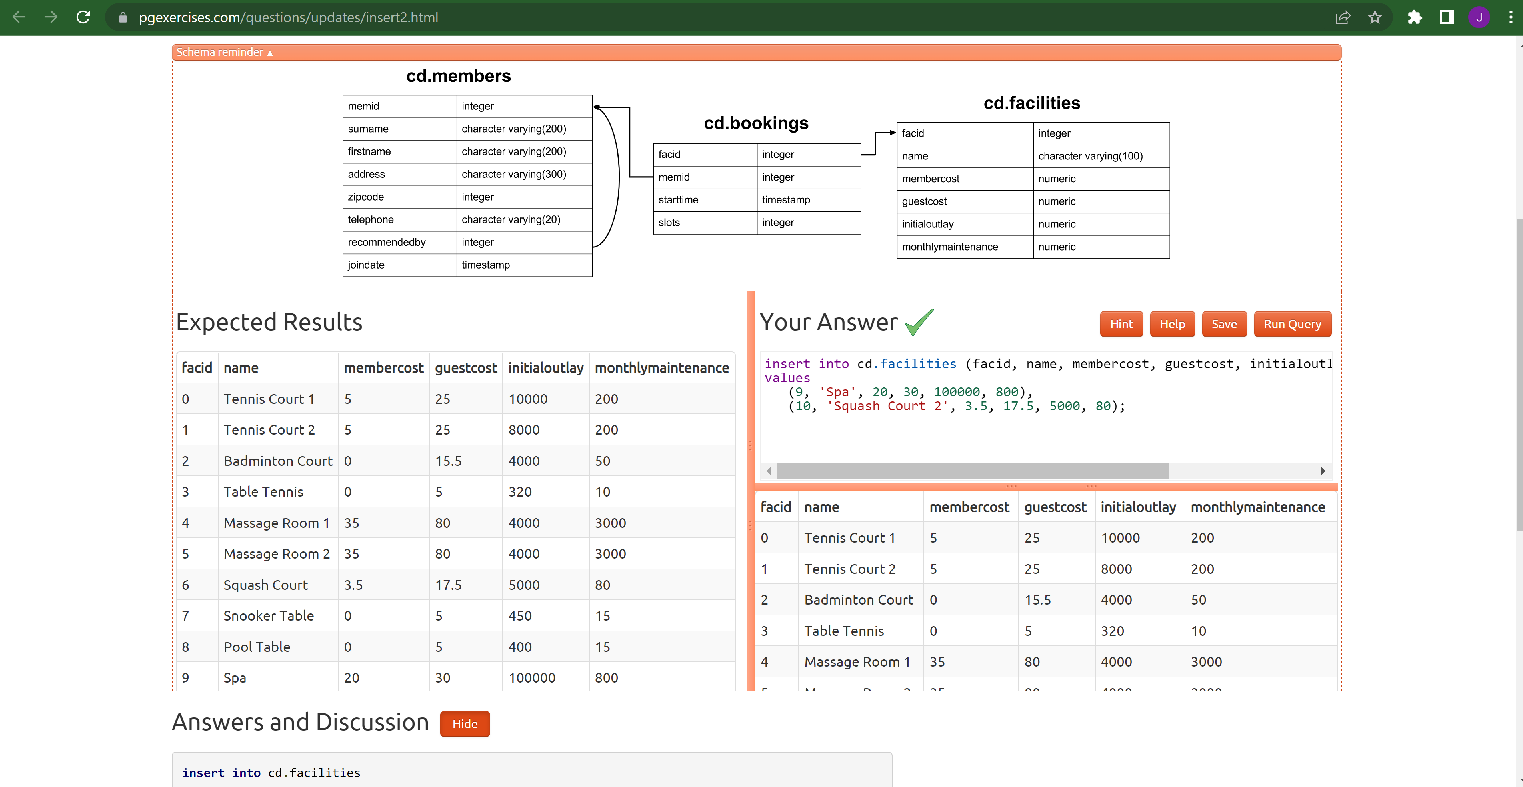 pgexercises.com/questions/updates/insert2.html
J
Schema reminder ▲
cd.members
memid integer
surname character varying(200)
firstname character varying(200)
address character varying(300)
zipcode integer
telephone character varying(20)
recommendedby integer
joindate timestamp
cd.bookings
facid integer
memid integer
starttime timestamp
slots integer
cd.facilities
facid integer
name character varying(100)
membercost numeric
guestcost numeric
initialoutlay numeric
monthlymaintenance numeric
Expected Results
facid name membercost guestcost initialoutlay monthlymaintenance
0 Tennis Court 1 5 25 10000 200
1 Tennis Court 2 5 25 8000 200
2 Badminton Court 0 15.5 4000 50
3 Table Tennis 0 5 320 10
4 Massage Room 1 35 80 4000 3000
5 Massage Room 2 35 80 4000 3000
6 Squash Court 3.5 17.5 5000 80
7 Snooker Table 0 5 450 15
8 Pool Table 0 5 400 15
9 Spa 20 30 100000 800
Your Answer
Hint Help Save Run Query
insert into cd.facilities (facid, name, membercost, guestcost, initialoutl
values
(9, 'Spa', 20, 30, 100000, 800),
(10, 'Squash Court 2', 3.5, 17.5, 5000, 80);
facid name membercost guestcost initialoutlay monthlymaintenance
0 Tennis Court 1 5 25 10000 200
1 Tennis Court 2 5 25 8000 200
2 Badminton Court 0 15.5 4000 50
3 Table Tennis 0 5 320 10
4 Massage Room 1 35 80 4000 3000
Answers and Discussion Hide
insert into cd.facilities